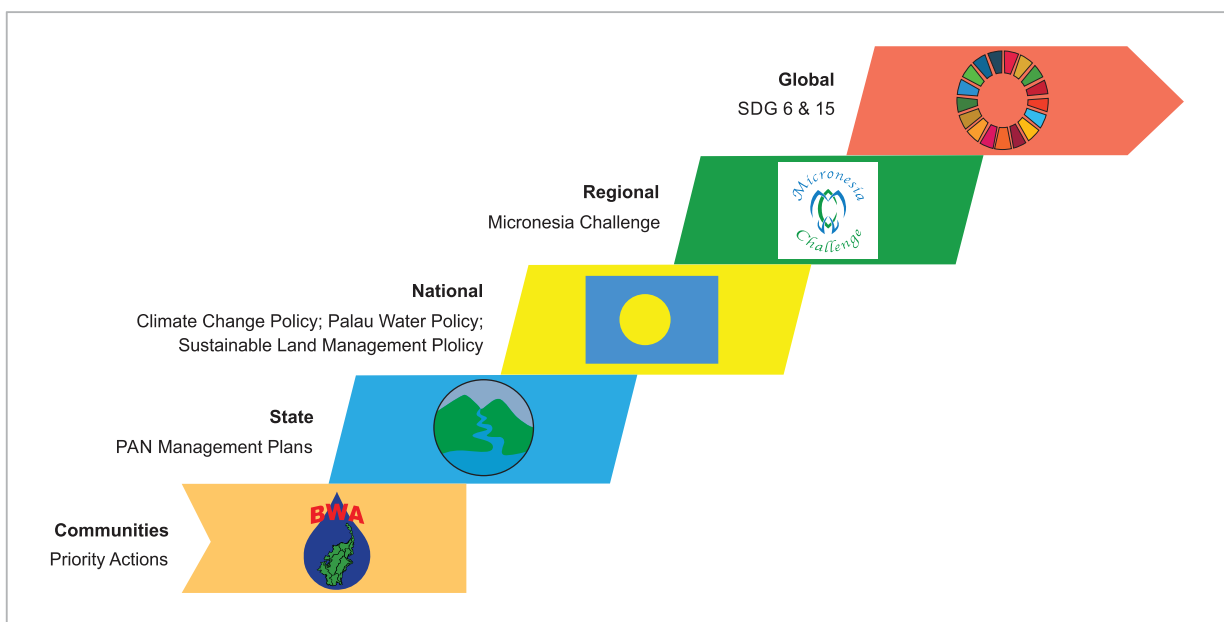 Global
SDG 6 & 15
Regional
Micronesia Challenge
Micronesia
Challenge
National
Climate Change Policy; Palau Water Policy;
Sustainable Land Management Plolicy
State
PAN Management Plans
BWA
Communities
Priority Actions